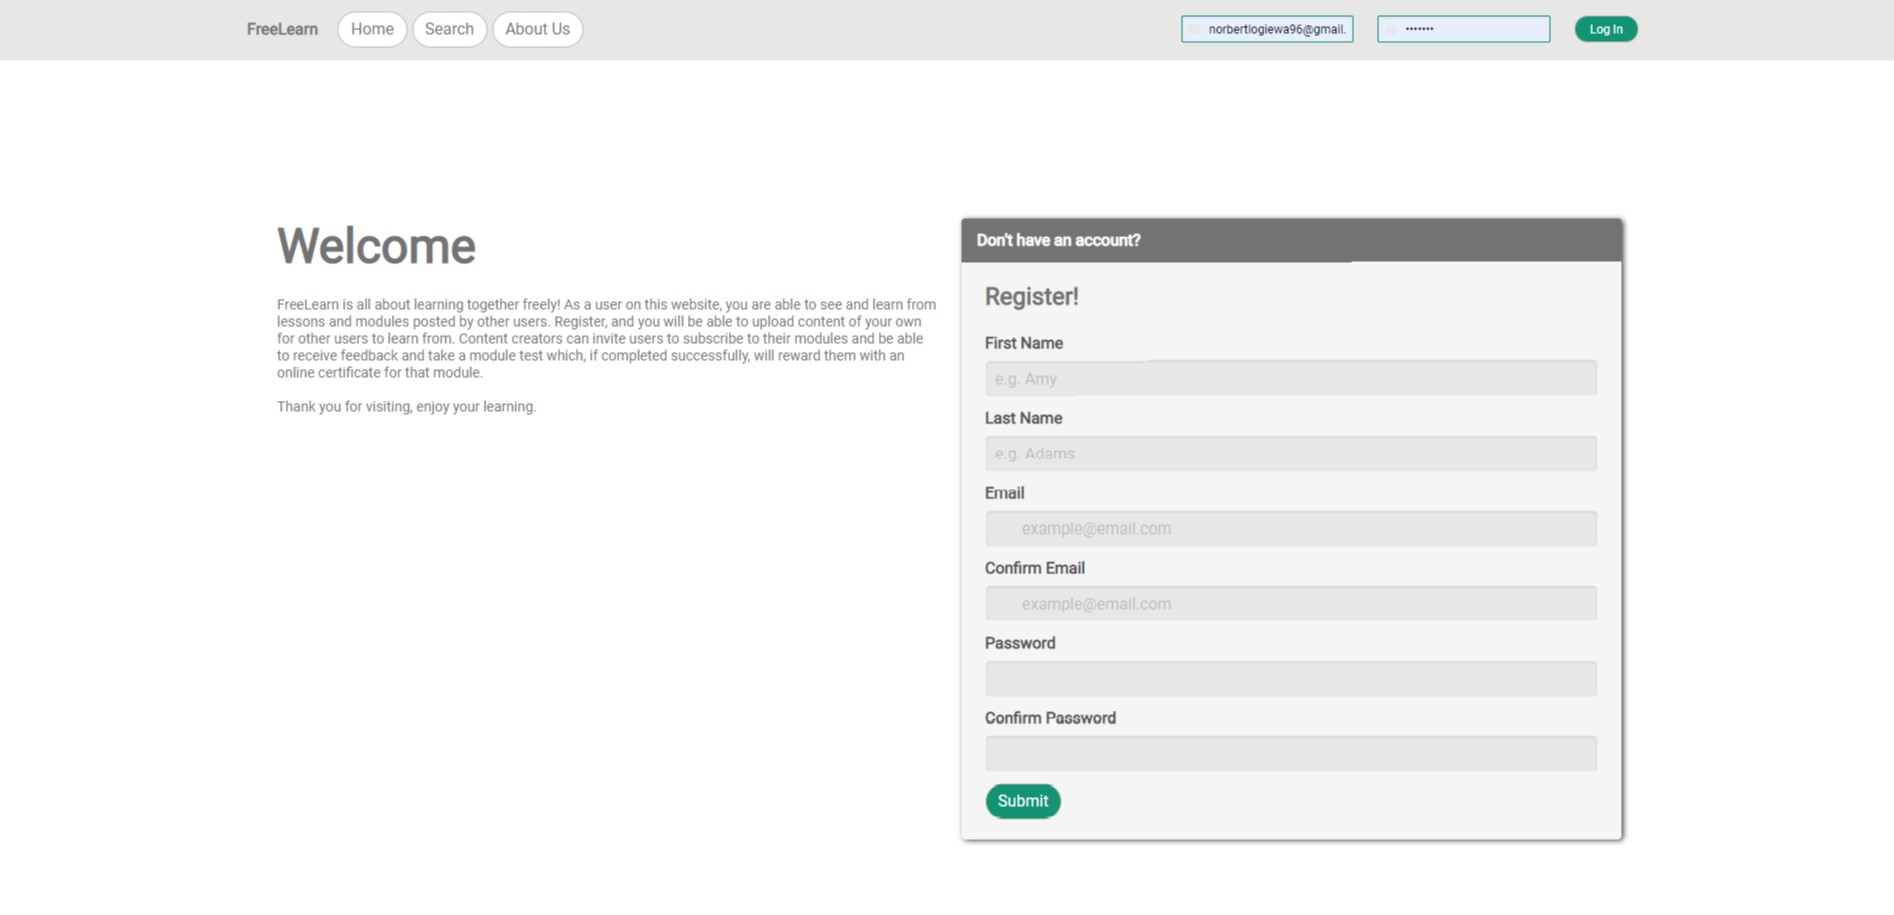 FreeLearn Home Search About Us norbertlogiewa96@gmail. ••••••• Log In
Welcome
FreeLearn is all about learning together freely! As a user on this website, you are able to see and learn from
lessons and modules posted by other users. Register, and you will be able to upload content of your own
for other users to learn from. Content creators can invite users to subscribe to their modules and be able
to receive feedback and take a module test which, if completed successfully, will reward them with an
online certificate for that module.
Thank you for visiting, enjoy your learning.
Don't have an account?
Register!
First Name
e.g. Amy
Last Name
e.g. Adams
Email
example@email.com
Confirm Email
example@email.com
Password
Confirm Password
Submit